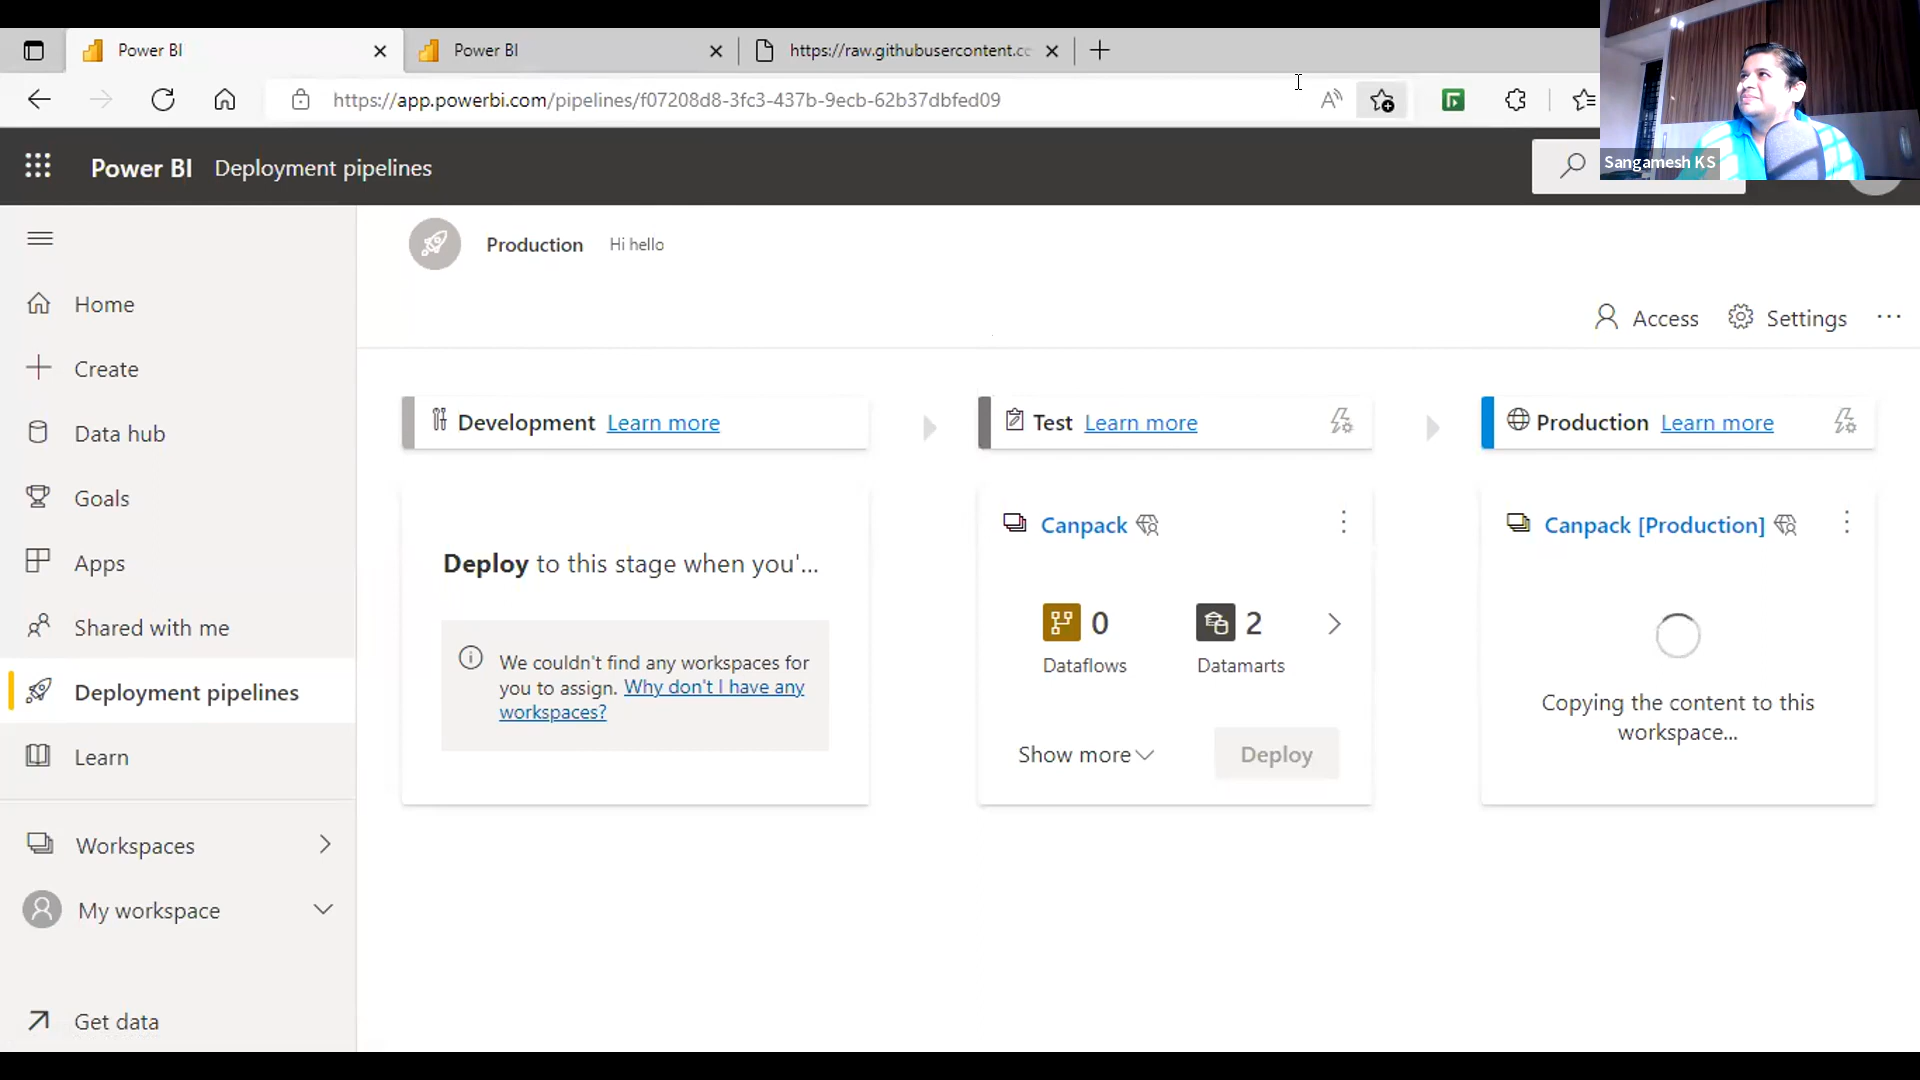 Power BI
Power BI
https://raw.githubusercontent.cc
https://app.powerbi.com/pipelines/f07208d8-3fc3-437b-9ecb-62b37dbfed09
Sangamesh KS
Power BI Deployment pipelines
Production Hi hello
Home
Create
Data hub
Goals
Apps
Shared with me
Deployment pipelines
Learn
Workspaces
My workspace
Get data
Access Settings
Development Learn more
Deploy to this stage when you'...
We couldn't find any workspaces for
you to assign. Why don't I have any
workspaces?
Test Learn more
Canpack
0
Dataflows
2
Datamarts
Show more
Deploy
Production Learn more
Canpack [Production]
Copying the content to this
workspace...